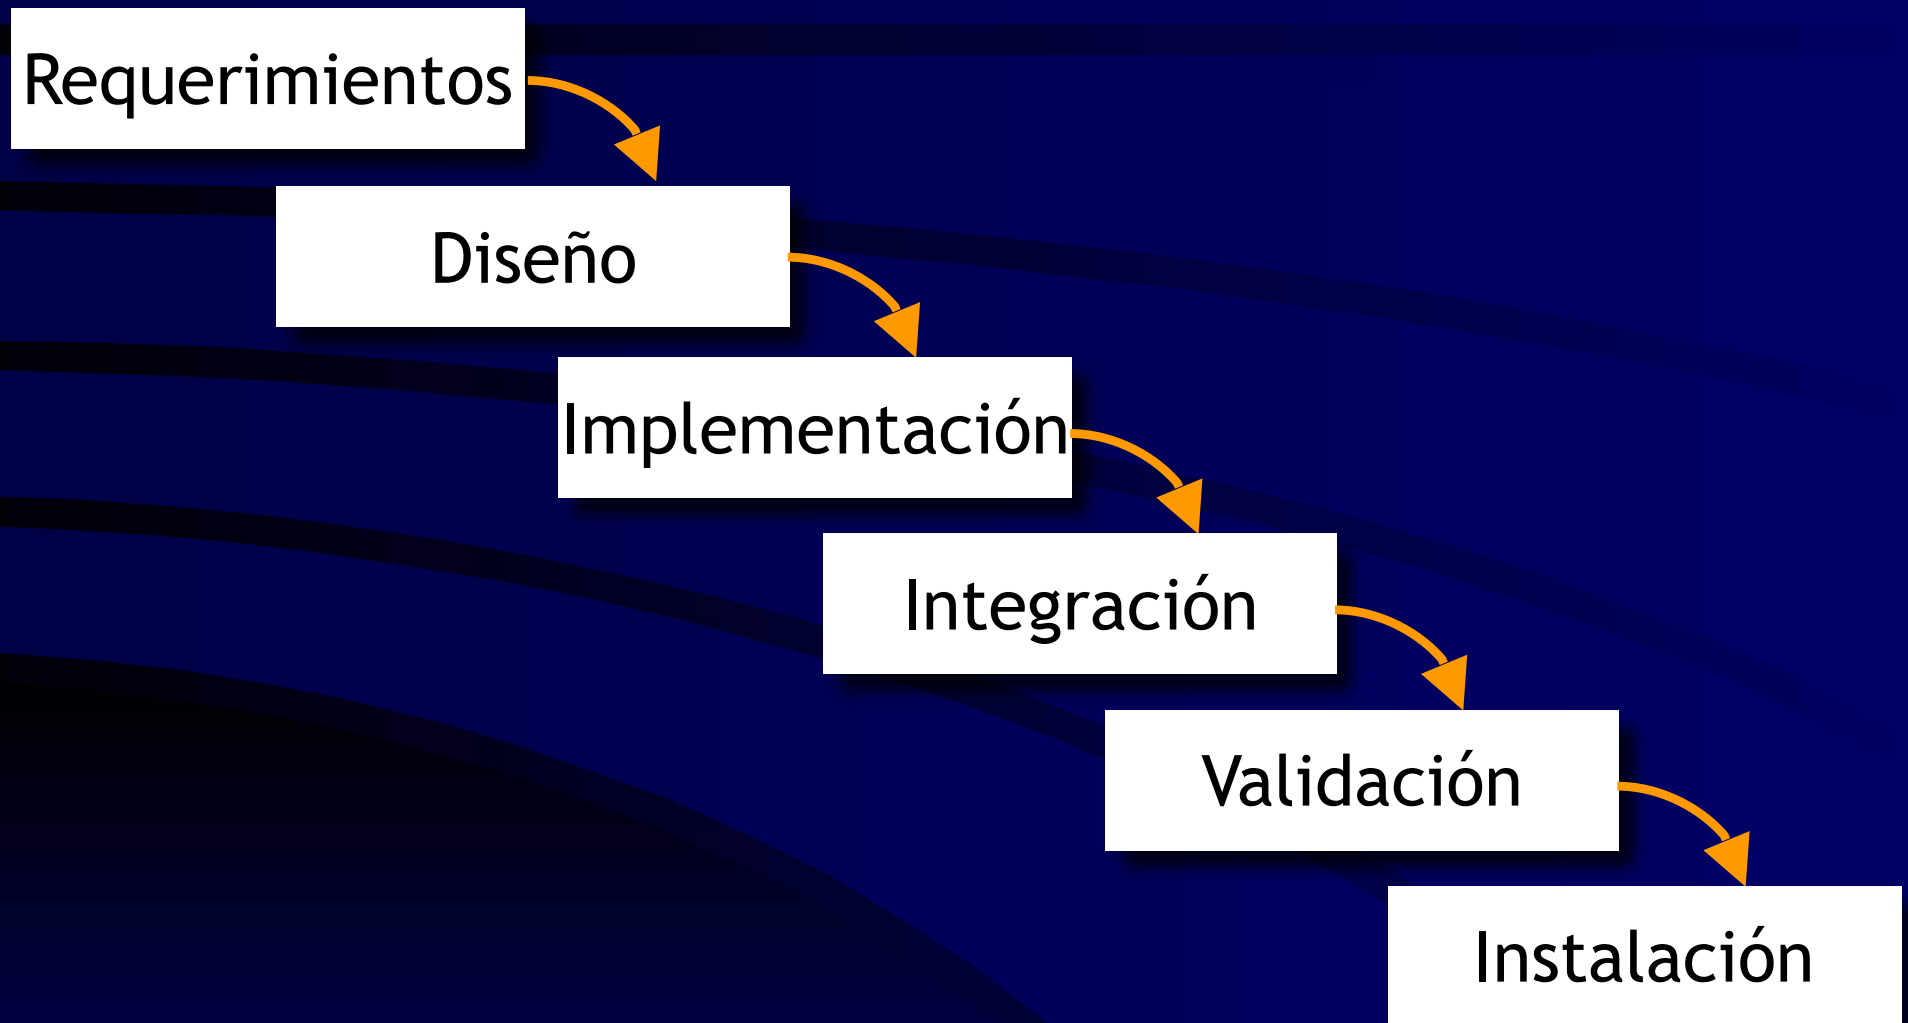 Requerimientos
Diseño
Implementación
Integración
Validación
Instalación